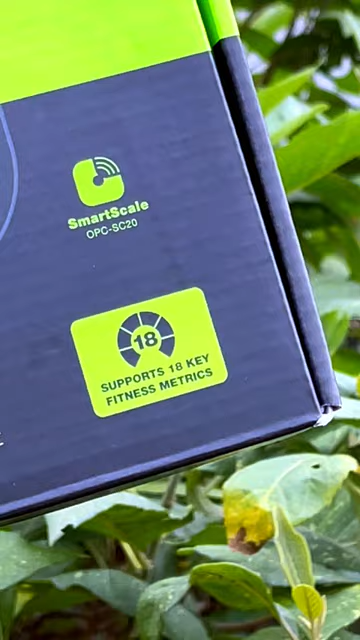 SmartScale
OPC-SC20
18
SUPPORTS 18 KEY
FITNESS METRICS